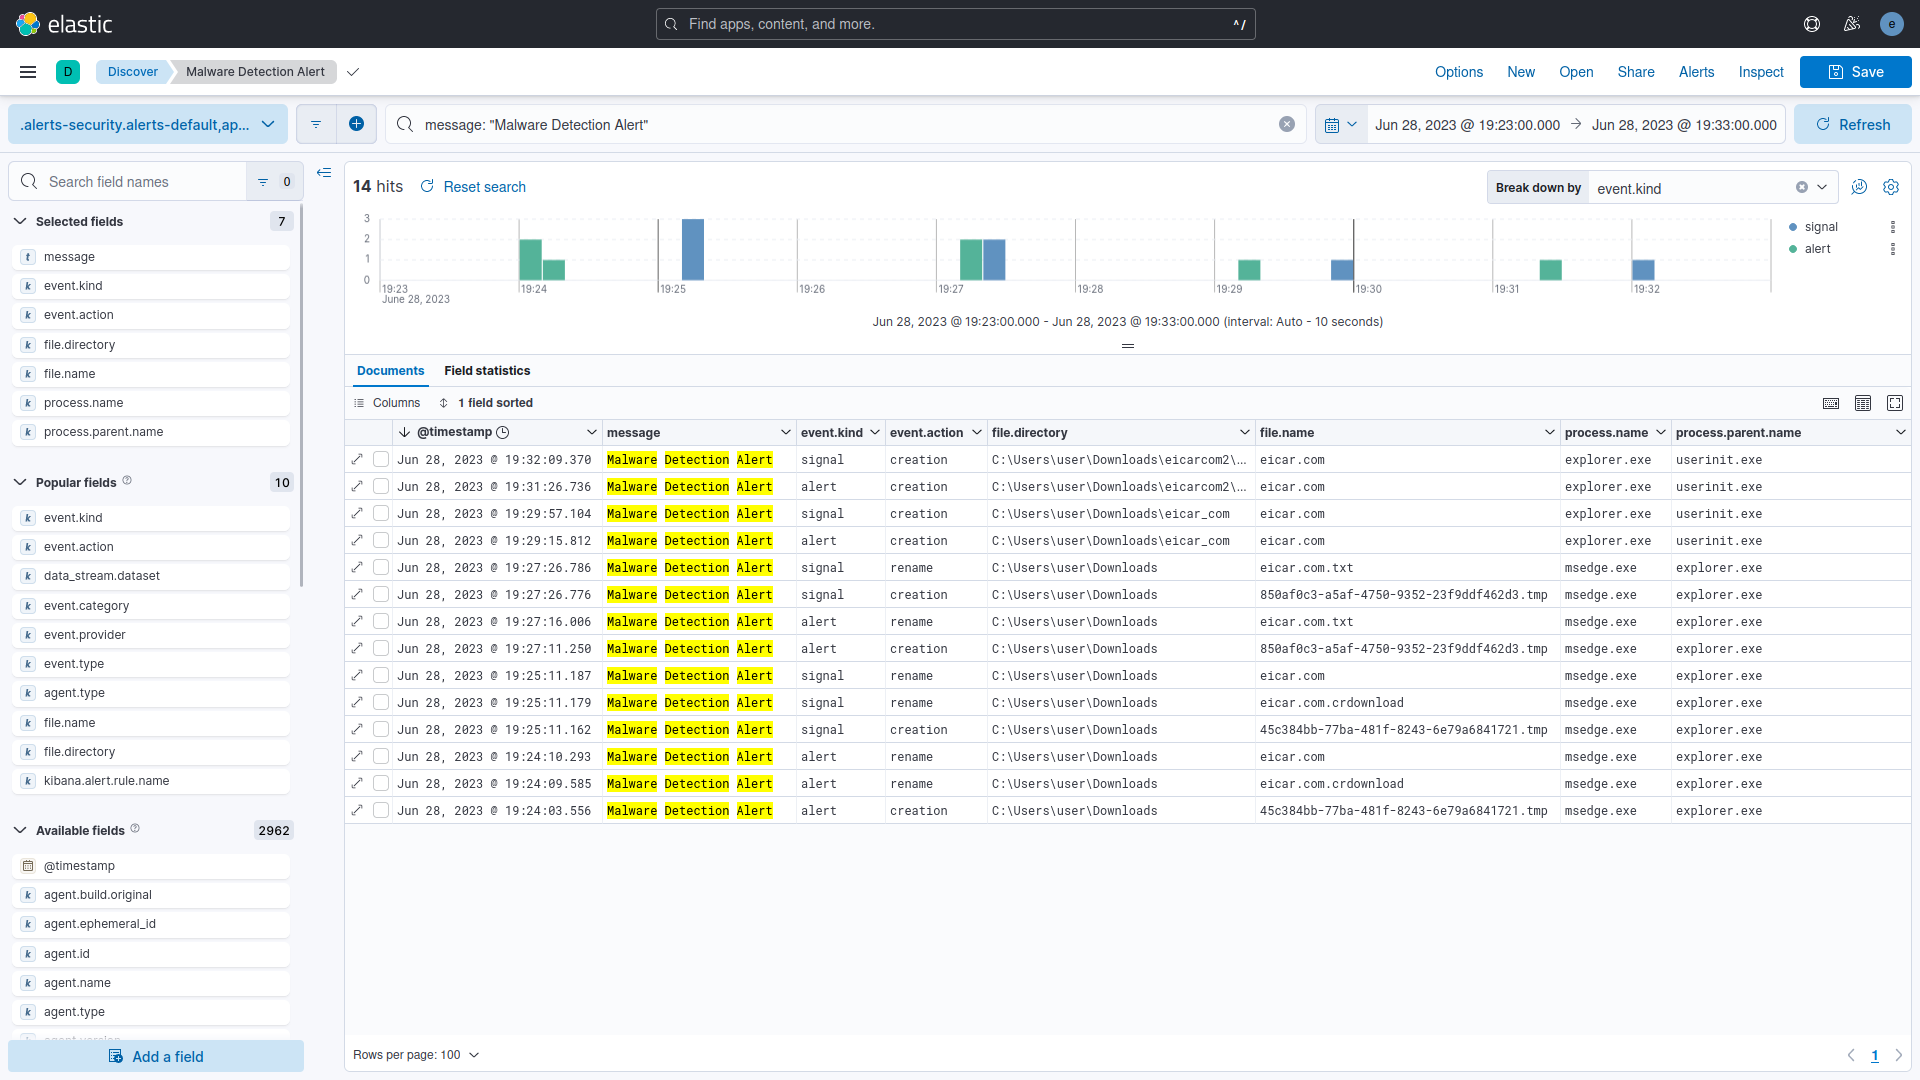 elastic
Find apps, content, and more.
^/
e
D
Discover
Malware Detection Alert
Options
New
Open
Share
Alerts
Inspect
Save
.alerts-security.alerts-default,ap...
message: "Malware Detection Alert"
Jun 28, 2023 @ 19:23:00.000 → Jun 28, 2023 @ 19:33:00.000
Refresh
Search field names
0
Selected fields 7
t message
k event.kind
k event.action
k file.directory
k file.name
k process.name
k process.parent.name
Popular fields 10
k event.kind
k event.action
k data_stream.dataset
k event.category
k event.provider
k event.type
k agent.type
k file.name
k file.directory
k kibana.alert.rule.name
Available fields 2962
@timestamp
k agent.build.original
k agent.ephemeral_id
k agent.id
k agent.name
k agent.type
Add a field
14 hits
Reset search
Break down by event.kind
3
2
1
0
19:23 19:24 19:25 19:26 19:27 19:28 19:29 19:30 19:31 19:32
June 28, 2023
signal
alert
Jun 28, 2023 @ 19:23:00.000 - Jun 28, 2023 @ 19:33:00.000 (interval: Auto - 10 seconds)
Documents
Field statistics
Columns
1 field sorted
@timestamp message event.kind event.action file.directory file.name process.name process.parent.name
Jun 28, 2023 @ 19:32:09.370 Malware Detection Alert signal creation C:\Users\user\Downloads\eicarcom2\... eicar.com explorer.exe userinit.exe
Jun 28, 2023 @ 19:31:26.736 Malware Detection Alert alert creation C:\Users\user\Downloads\eicarcom2\... eicar.com explorer.exe userinit.exe
Jun 28, 2023 @ 19:29:57.104 Malware Detection Alert signal creation C:\Users\user\Downloads\eicar_com eicar.com explorer.exe userinit.exe
Jun 28, 2023 @ 19:29:15.812 Malware Detection Alert alert creation C:\Users\user\Downloads\eicar_com eicar.com explorer.exe userinit.exe
Jun 28, 2023 @ 19:27:26.786 Malware Detection Alert signal rename C:\Users\user\Downloads eicar.com.txt msedge.exe explorer.exe
Jun 28, 2023 @ 19:27:26.776 Malware Detection Alert signal creation C:\Users\user\Downloads 850af0c3-a5af-4750-9352-23f9ddf462d3.tmp msedge.exe explorer.exe
Jun 28, 2023 @ 19:27:16.006 Malware Detection Alert alert rename C:\Users\user\Downloads eicar.com.txt msedge.exe explorer.exe
Jun 28, 2023 @ 19:27:11.250 Malware Detection Alert alert creation C:\Users\user\Downloads 850af0c3-a5af-4750-9352-23f9ddf462d3.tmp msedge.exe explorer.exe
Jun 28, 2023 @ 19:25:11.187 Malware Detection Alert signal rename C:\Users\user\Downloads eicar.com msedge.exe explorer.exe
Jun 28, 2023 @ 19:25:11.179 Malware Detection Alert signal rename C:\Users\user\Downloads eicar.com.crdownload msedge.exe explorer.exe
Jun 28, 2023 @ 19:25:11.162 Malware Detection Alert signal creation C:\Users\user\Downloads 45c384bb-77ba-481f-8243-6e79a6841721.tmp msedge.exe explorer.exe
Jun 28, 2023 @ 19:24:10.293 Malware Detection Alert alert rename C:\Users\user\Downloads eicar.com msedge.exe explorer.exe
Jun 28, 2023 @ 19:24:09.585 Malware Detection Alert alert rename C:\Users\user\Downloads eicar.com.crdownload msedge.exe explorer.exe
Jun 28, 2023 @ 19:24:03.556 Malware Detection Alert alert creation C:\Users\user\Downloads 45c384bb-77ba-481f-8243-6e79a6841721.tmp msedge.exe explorer.exe
Rows per page: 100
1